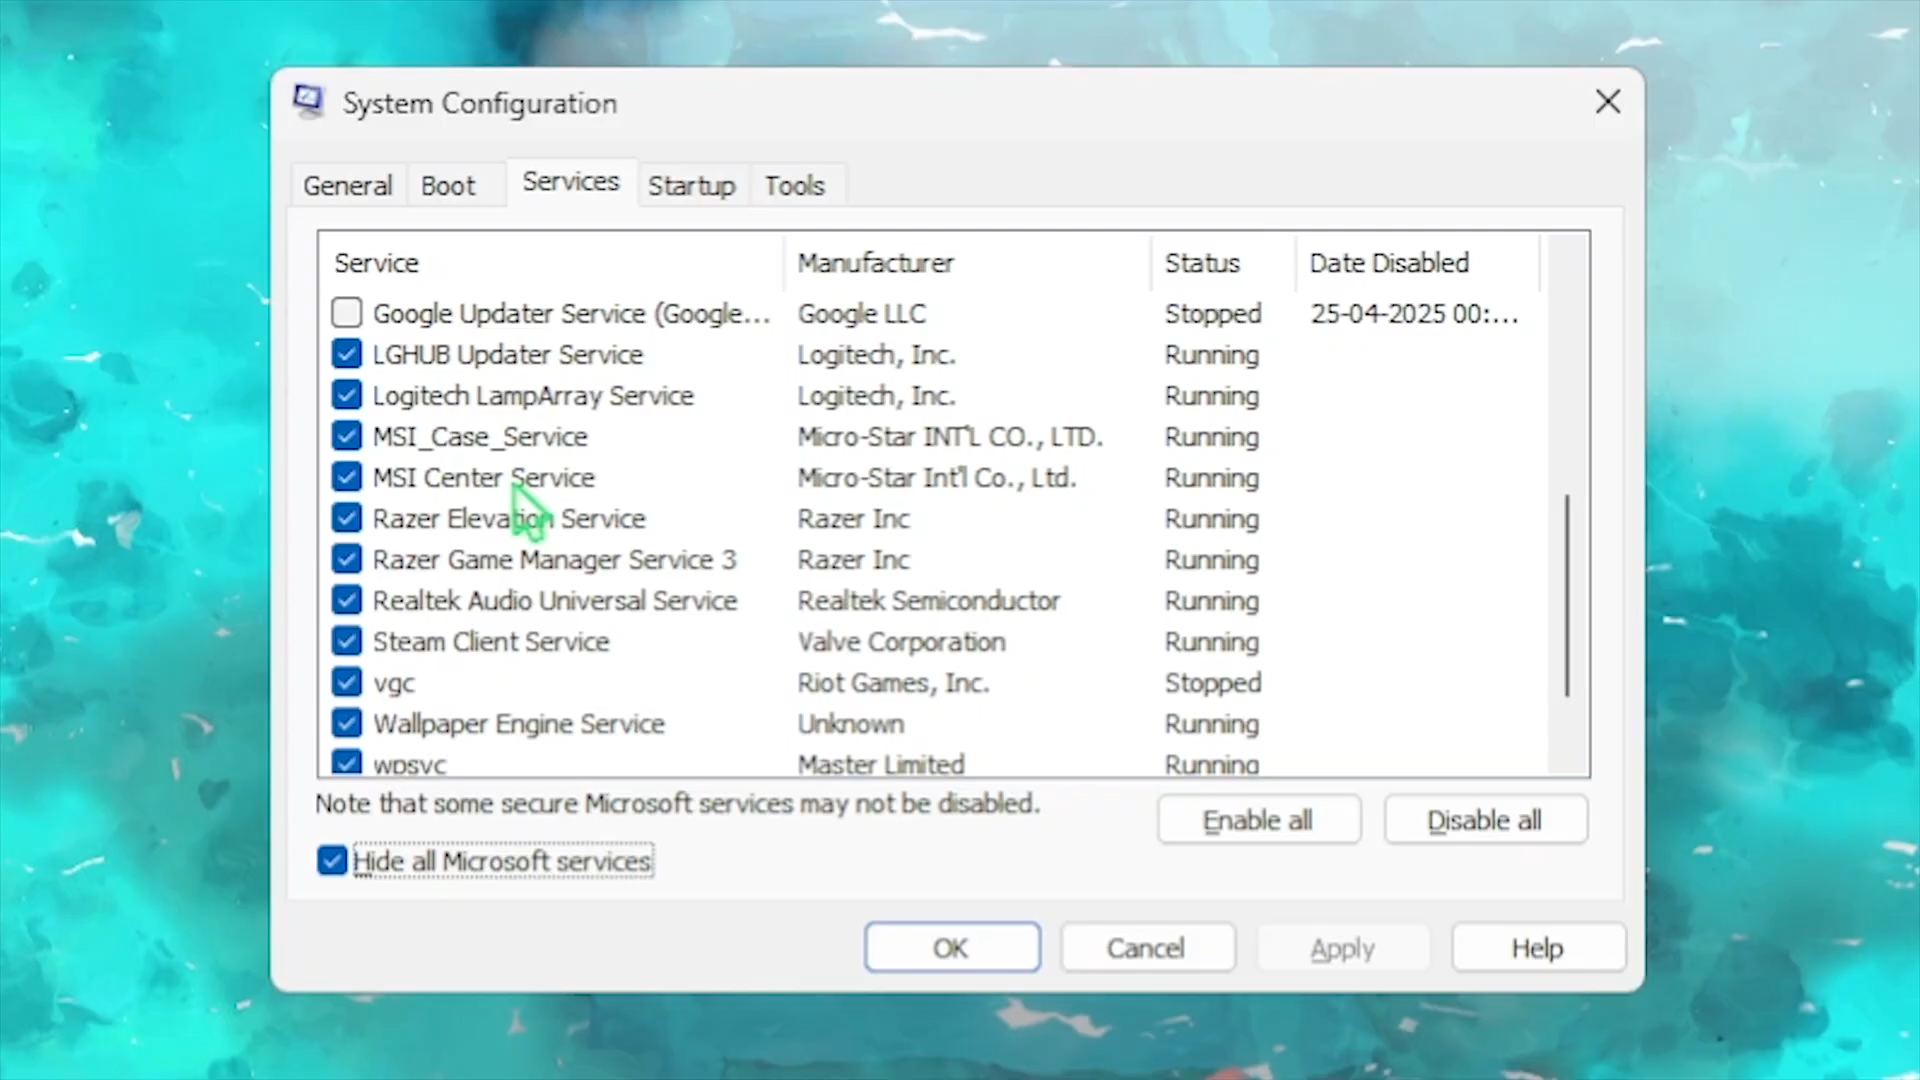 System Configuration
General Boot Services Startup Tools
Service Manufacturer Status Date Disabled
Google Updater Service (Google... Google LLC Stopped 25-04-2025 00:...
LGHUB Updater Service Logitech, Inc. Running
Logitech LampArray Service Logitech, Inc. Running
MSI_Case_Service Micro-Star INT'L CO., LTD. Running
MSI Center Service Micro-Star Int'l Co., Ltd. Running
Razer Elevation Service Razer Inc Running
Razer Game Manager Service 3 Razer Inc Running
Realtek Audio Universal Service Realtek Semiconductor Running
Steam Client Service Valve Corporation Running
vgc Riot Games, Inc. Stopped
Wallpaper Engine Service Unknown Running
wpsvc Master Limited Running
Note that some secure Microsoft services may not be disabled.
Enable all Disable all
Hide all Microsoft services
OK Cancel Apply Help